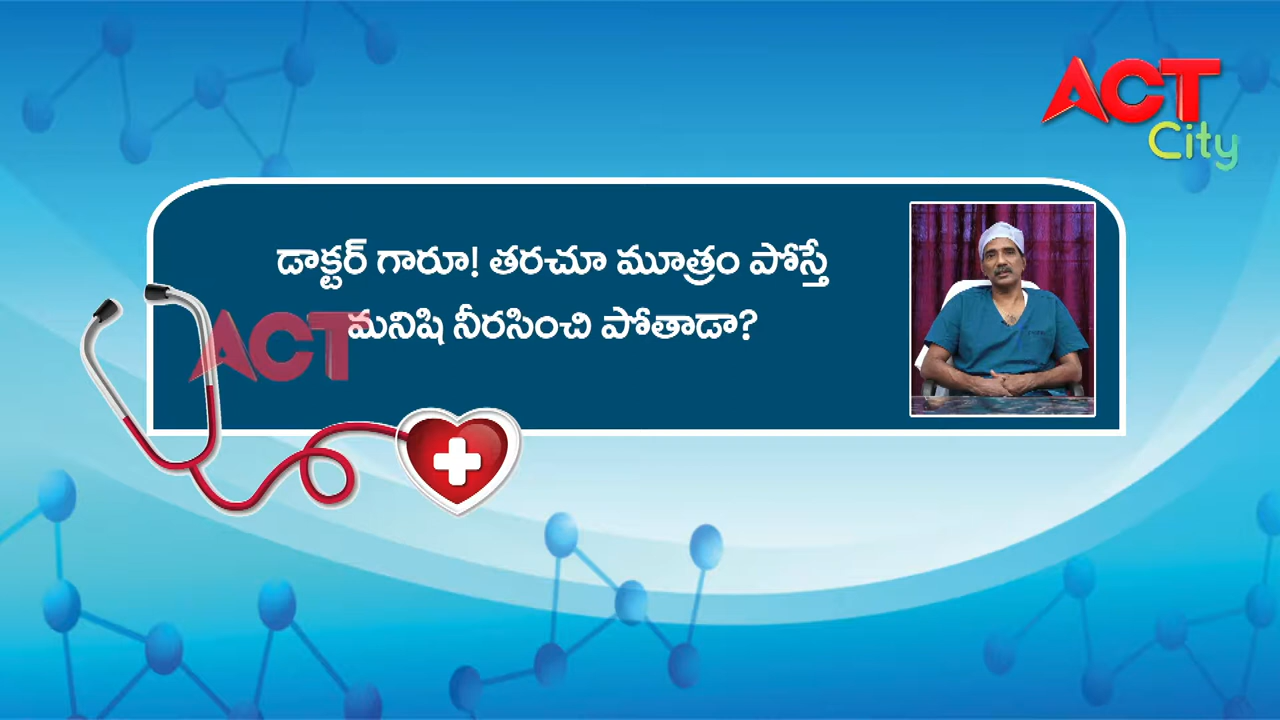 ACT
City
డాక్టర్ గారూ! తరచూ మూత్రం పోస్తే
మనిషి నీరసించి పోతాడా?
ACT